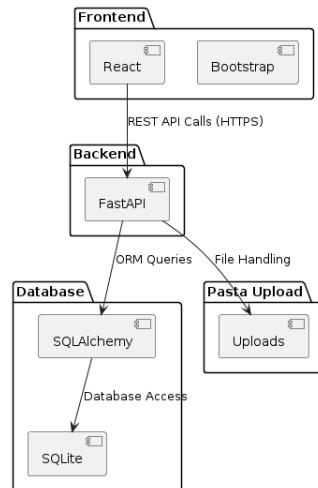 Frontend
React
Bootstrap
REST API Calls (HTTPS)
Backend
FastAPI
ORM Queries
File Handling
Database
Pasta Upload
SQLAlchemy
Uploads
Database Access
SQLite